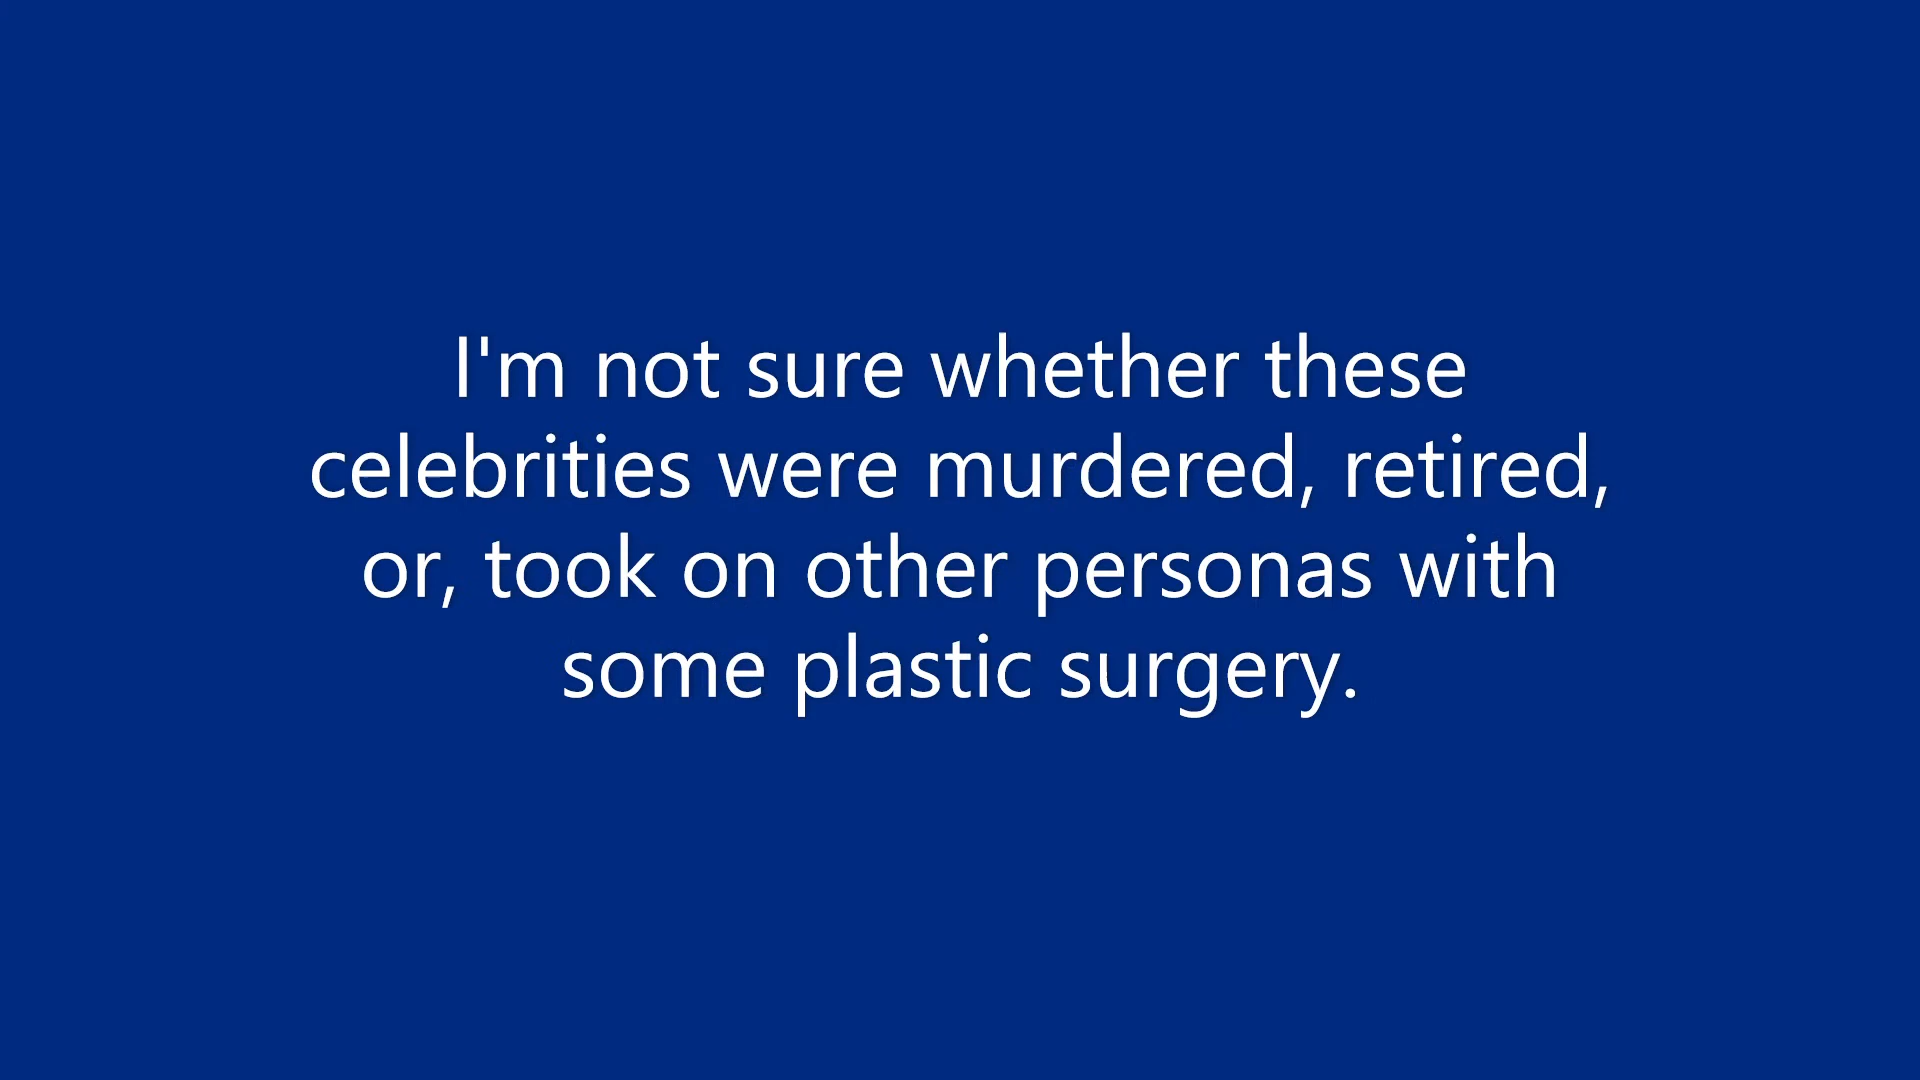 I'm not sure whether these
celebrities were murdered, retired,
or, took on other personas with
some plastic surgery.